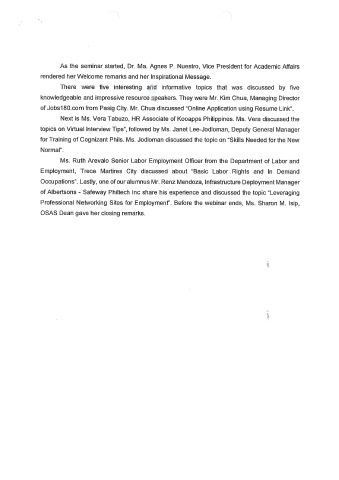 As the seminar started, Dr. Ma. Agnes P. Nuestro, Vice President for Academic Affairs
rendered her Welcome remarks and her Inspirational Message.
There were five interesting and informative topics that was discussed by five
knowledgeable and impressive resource speakers. They were Mr. Kim Chua, Managing Director
of Jobs180.com from Pasig City. Mr. Chua discussed "Online Application using Resume Link".
Next is Ms. Vera Tabuzo, HR Associate of Kooapps Philippines. Ms. Vera discussed the
topics on Virtual Interview Tips", followed by Ms. Janet Lee-Jodloman, Deputy General Manager
for Training of Cognizant Phils. Ms. Jodloman discussed the topic on "Skills Needed for the New
Normal".
Ms. Ruth Arevalo Senior Labor Employment Officer from the Department of Labor and
Employment, Trece Martires City discussed about "Basic Labor Rights and In Demand
Occupations". Lastly, one of our alumnus Mr. Renz Mendoza, Infrastructure Deployment Manager
of Albertsons - Safeway Philtech Inc share his experience and discussed the topic "Leveraging
Professional Networking Sites for Employment". Before the webinar ends, Ms. Sharon M. Isip,
OSAS Dean gave her closing remarks.